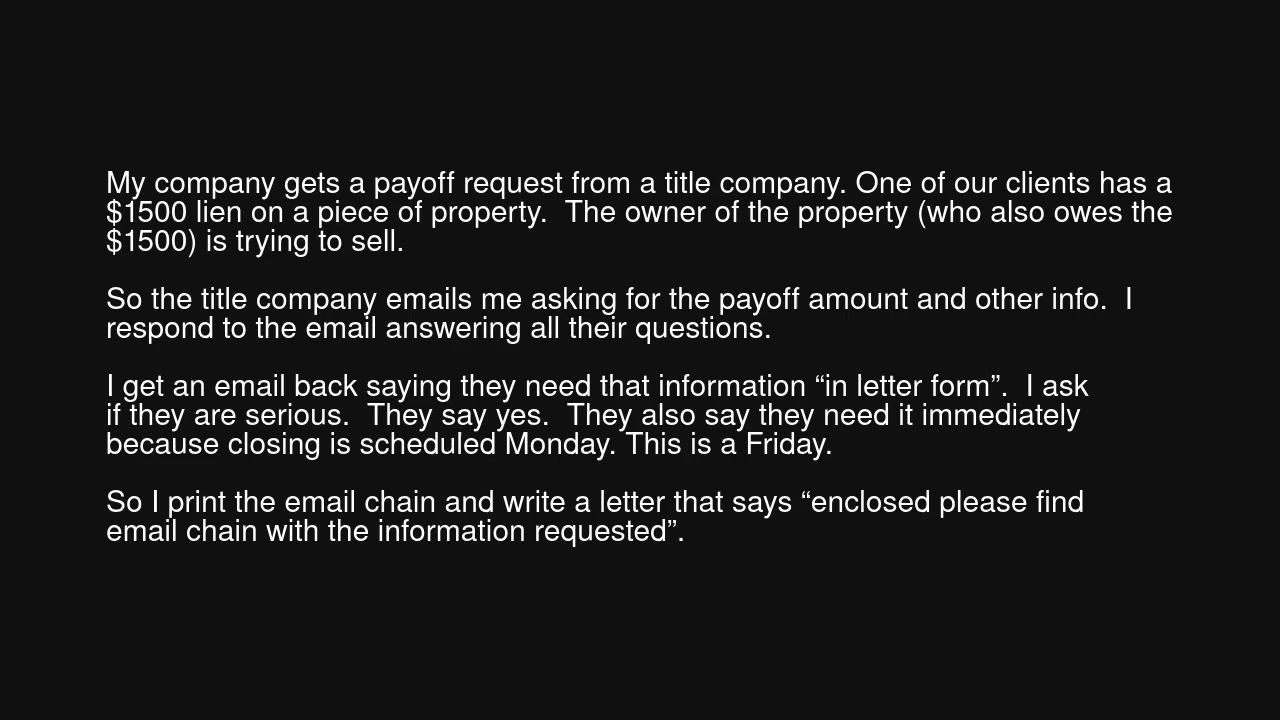 My company gets a payoff request from a title company. One of our clients has a
$1500 lien on a piece of property.  The owner of the property (who also owes the
$1500) is trying to sell.
So the title company emails me asking for the payoff amount and other info.  I
respond to the email answering all their questions.
I get an email back saying they need that information “in letter form”.  I ask
if they are serious.  They say yes.  They also say they need it immediately
because closing is scheduled Monday. This is a Friday.
So I print the email chain and write a letter that says “enclosed please find
email chain with the information requested”.